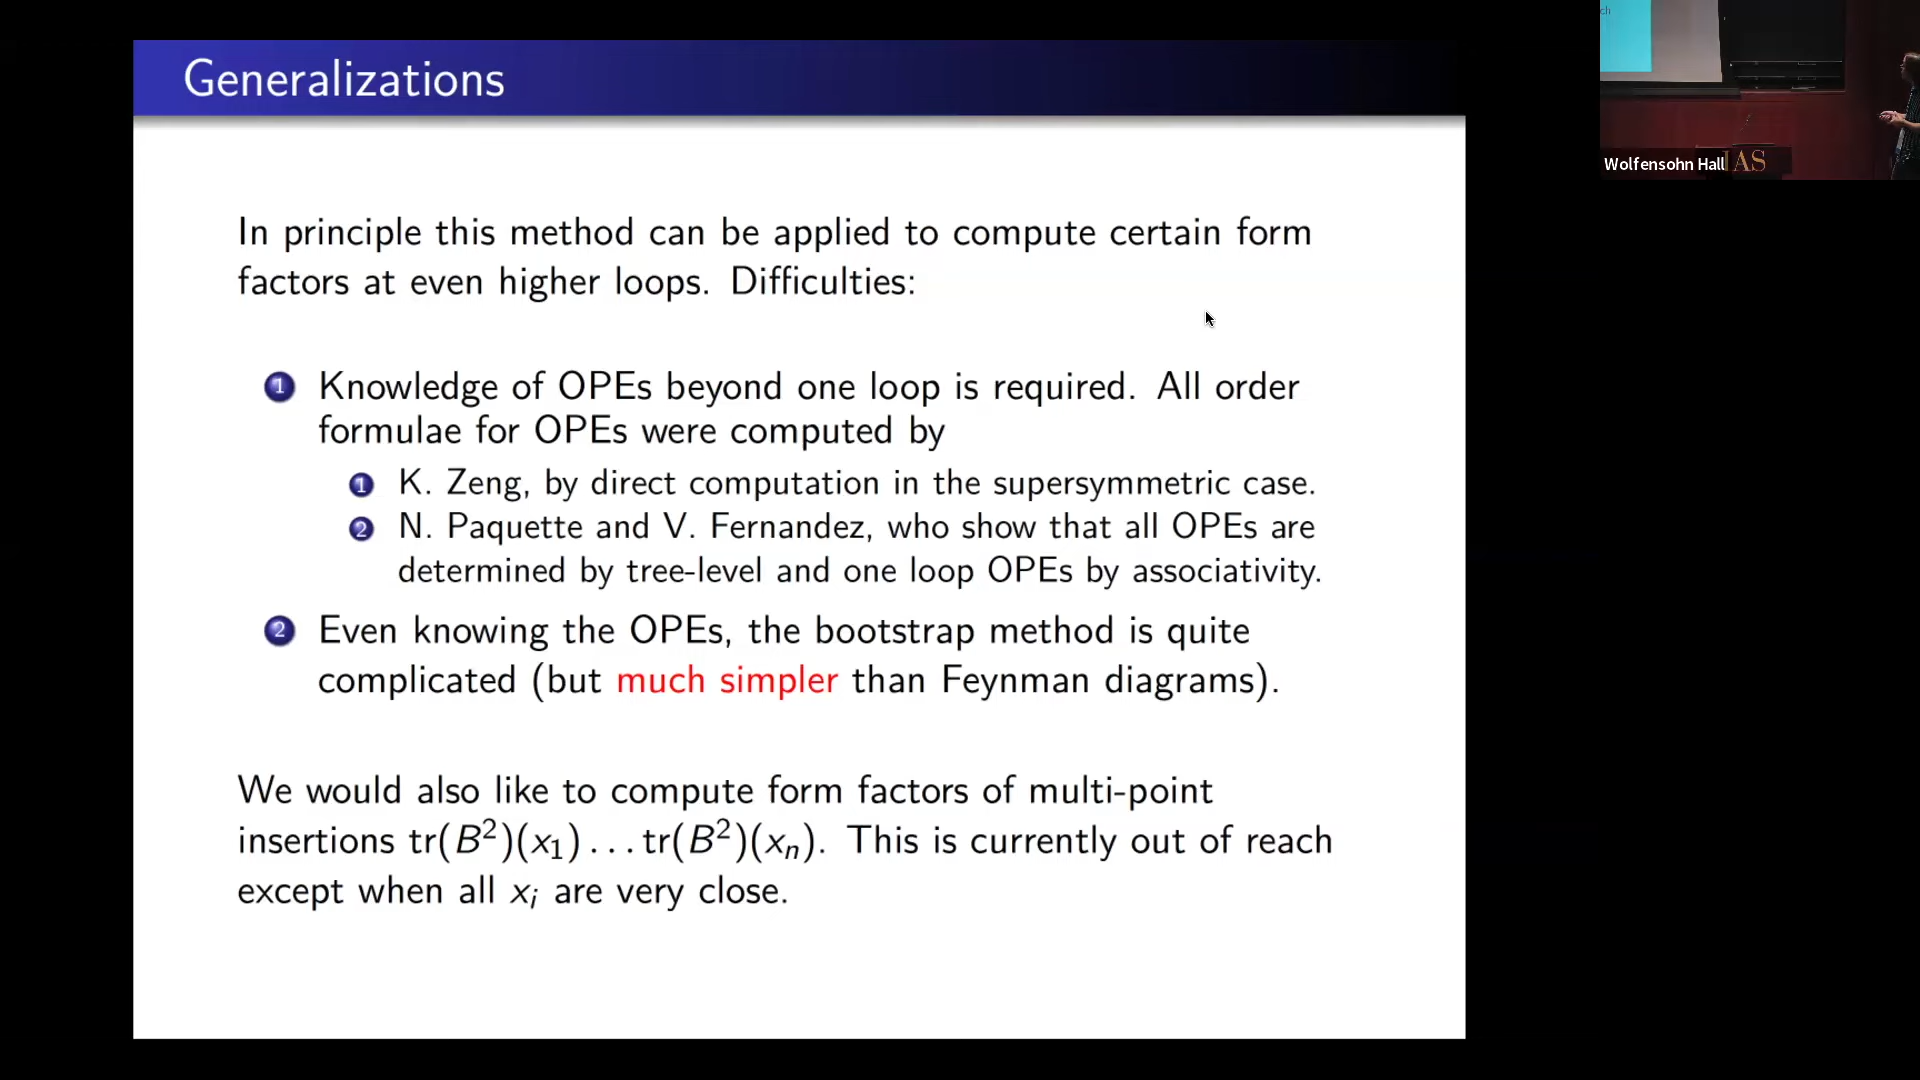 Generalizations
In principle this method can be applied to compute certain form
factors at even higher loops. Difficulties:
1 Knowledge of OPEs beyond one loop is required. All order
formulae for OPEs were computed by
1 K. Zeng, by direct computation in the supersymmetric case.
2 N. Paquette and V. Fernandez, who show that all OPEs are
determined by tree-level and one loop OPEs by associativity.
2 Even knowing the OPEs, the bootstrap method is quite
complicated (but much simpler than Feynman diagrams).
We would also like to compute form factors of multi-point
insertions tr(B²)(x₁)...tr(B²)(xₙ). This is currently out of reach
except when all xᵢ are very close.
ch
Wolfensohn Hall
IAS